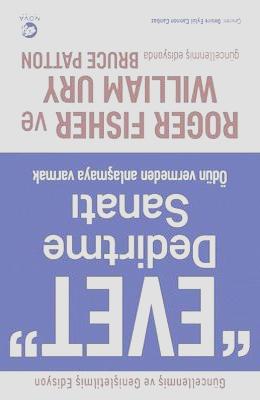 Güncellenmiş ve Genişletilmiş Edisyon
“EVET”
Dedirtme
Sanatı
Ödün vermeden anlaşmaya varmak
ROGER FISHER ve
WILLIAM URY
güncellenmiş edisyonda
BRUCE PATTON
NOVA